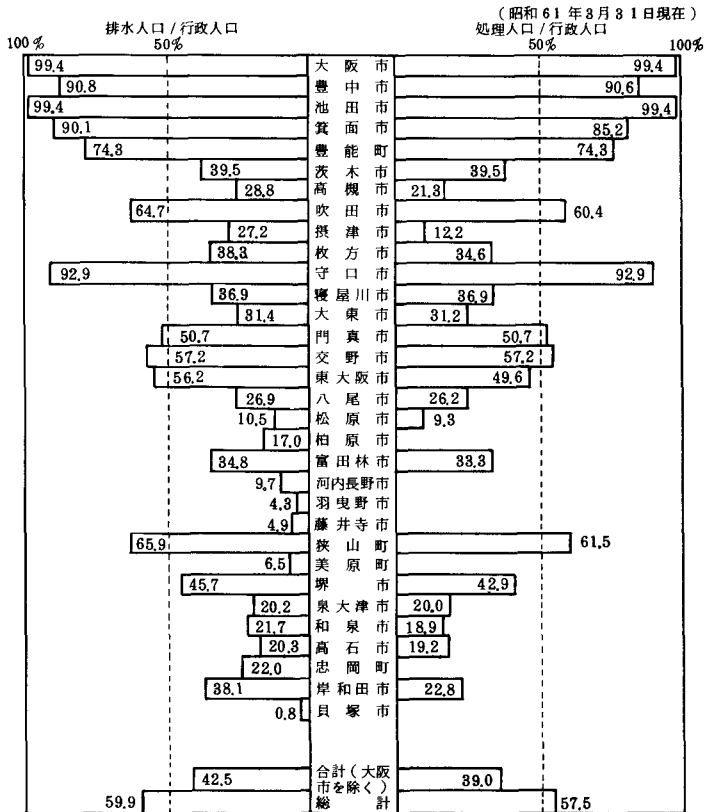 (昭和61年3月31日現在)
排水人口/行政人口 処理人口/行政人口
100% 50% 50% 100%
99.4 大阪市 99.4
90.8 豊中市 90.6
99.4 池田市 99.4
90.1 箕面市 85.2
74.3 豊能町 74.3
39.5 茨木市 39.5
28.8 高槻市 21.3
64.7 吹田市 60.4
27.2 摂津市 12.2
38.3 枚方市 34.6
92.9 守口市 92.9
36.9 寝屋川市 36.9
31.4 大東市 31.2
50.7 門真市 50.7
57.2 交野市 57.2
56.2 東大阪市 49.6
26.9 八尾市 26.2
10.5 松原市 9.3
17.0 柏原市
34.8 富田林市 33.3
9.7 河内長野市
4.3 羽曳野市
4.9 藤井寺市
65.9 狭山町 61.5
6.5 美原町
45.7 堺市 42.9
20.2 泉大津市 20.0
21.7 和泉市 18.9
20.3 高石市 19.2
22.0 忠岡町
38.1 岸和田市 22.8
0.8 貝塚市
42.5 合計(大阪 39.0
市を除く)
59.9 総計 57.5